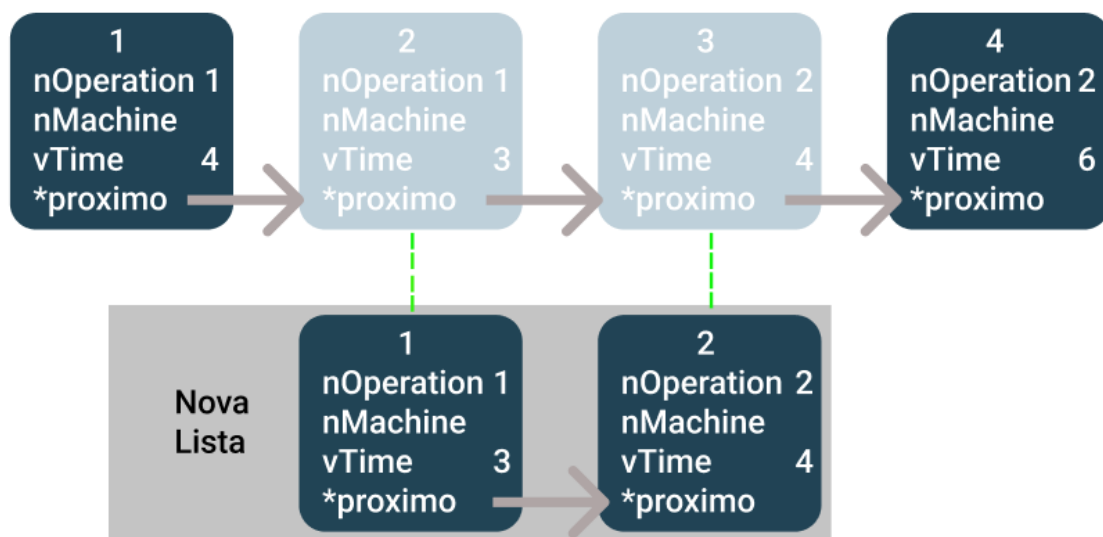 1
nOperation 1
nMachine
vTime 4
*proximo
2
nOperation 1
nMachine
vTime 3
*proximo
3
nOperation 2
nMachine
vTime 4
*proximo
4
nOperation 2
nMachine
vTime 6
*proximo
Nova
Lista
1
nOperation 1
nMachine
vTime 3
*proximo
2
nOperation 2
nMachine
vTime 4
*proximo